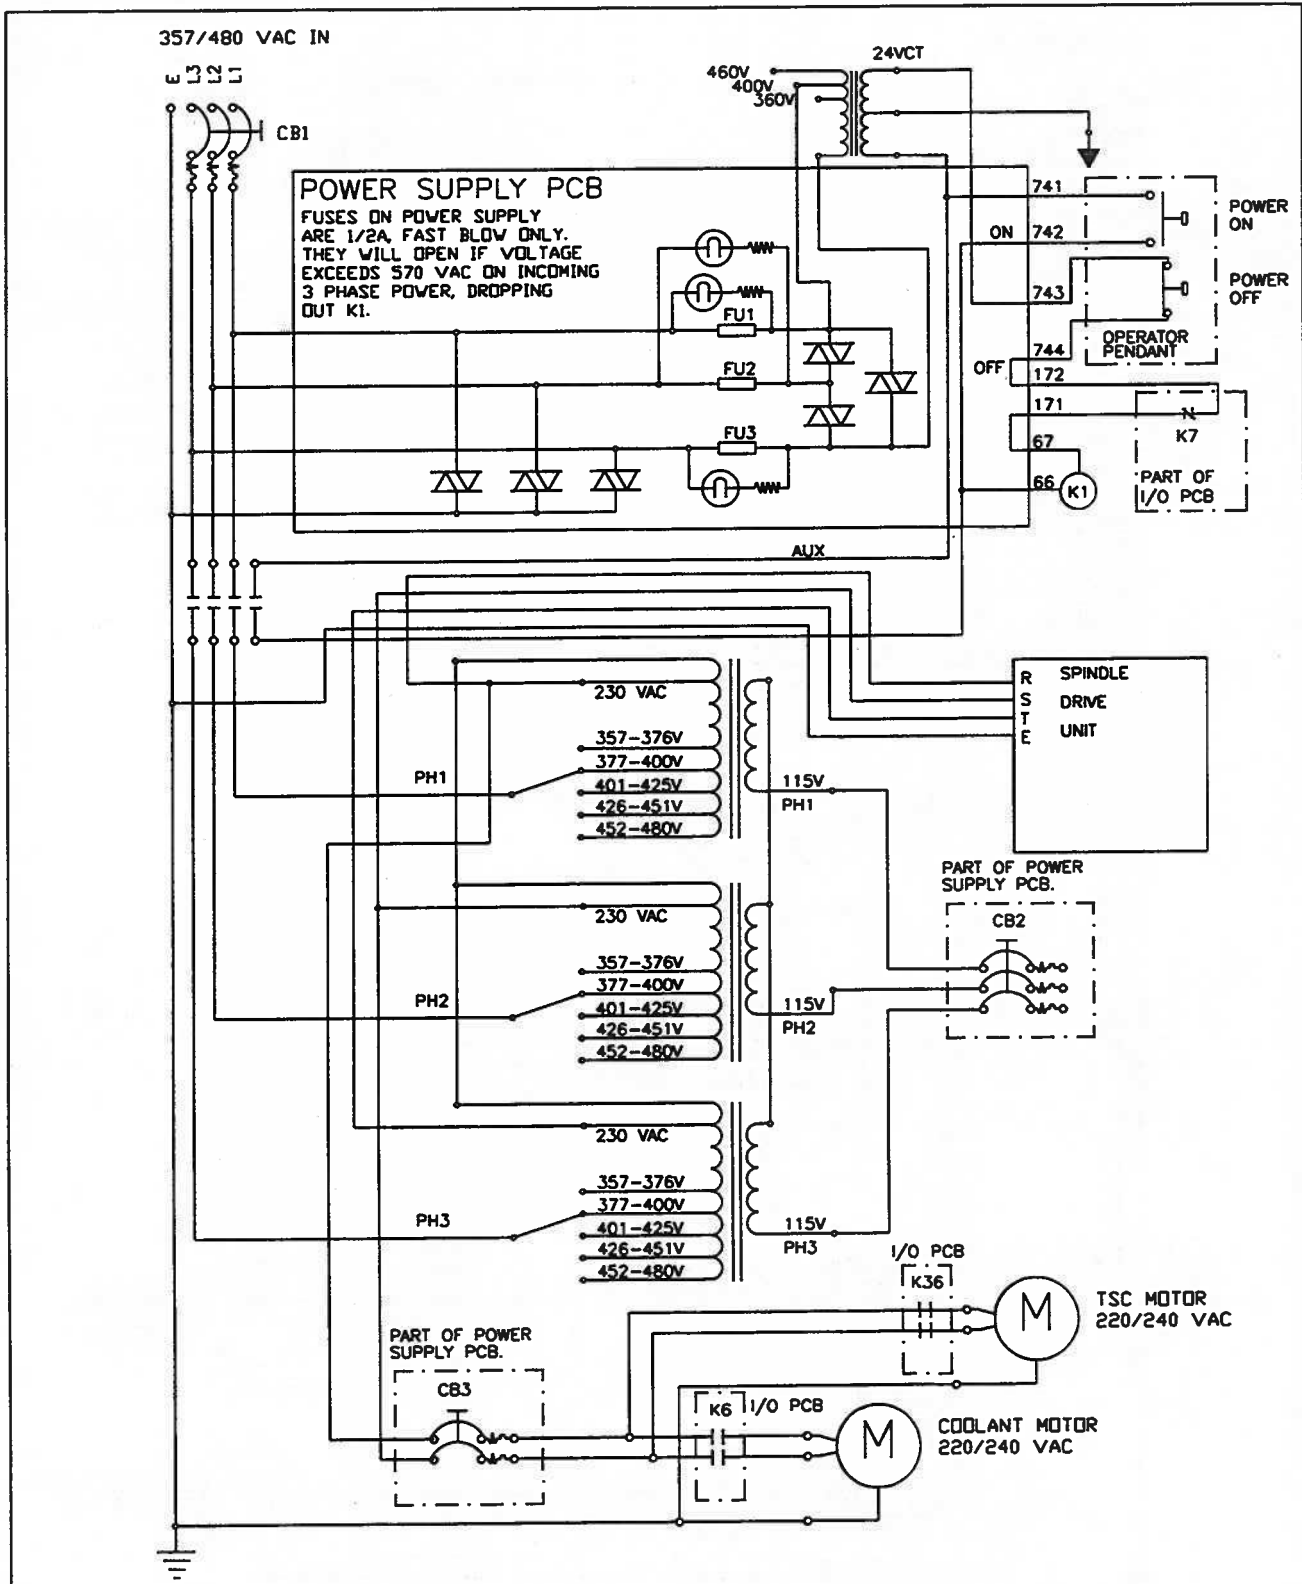 357/480 VAC IN
E
L3
L2
L1
CB1
460V
400V
360V
24VCT
POWER SUPPLY PCB
FUSES ON POWER SUPPLY
ARE 1/2A, FAST BLOW ONLY.
THEY WILL OPEN IF VOLTAGE
EXCEEDS 570 VAC ON INCOMING
3 PHASE POWER, DROPPING
OUT K1.
FU1
FU2
FU3
741
ON 742
743
744
OFF
172
171
67
66
K1
POWER
ON
POWER
OFF
OPERATOR
PENDANT
K7
PART OF
I/O PCB
AUX
R SPINDLE
S DRIVE
T UNIT
E
230 VAC
357-376V
377-400V
401-425V
426-451V
452-480V
PH1
115V
PH1
PART OF POWER
SUPPLY PCB.
CB2
230 VAC
357-376V
377-400V
401-425V
426-451V
452-480V
PH2
115V
PH2
230 VAC
357-376V
377-400V
401-425V
426-451V
452-480V
PH3
115V
PH3
I/O PCB
K36
M
TSC MOTOR
220/240 VAC
PART OF POWER
SUPPLY PCB.
CB3
K6
I/O PCB
M
COOLANT MOTOR
220/240 VAC